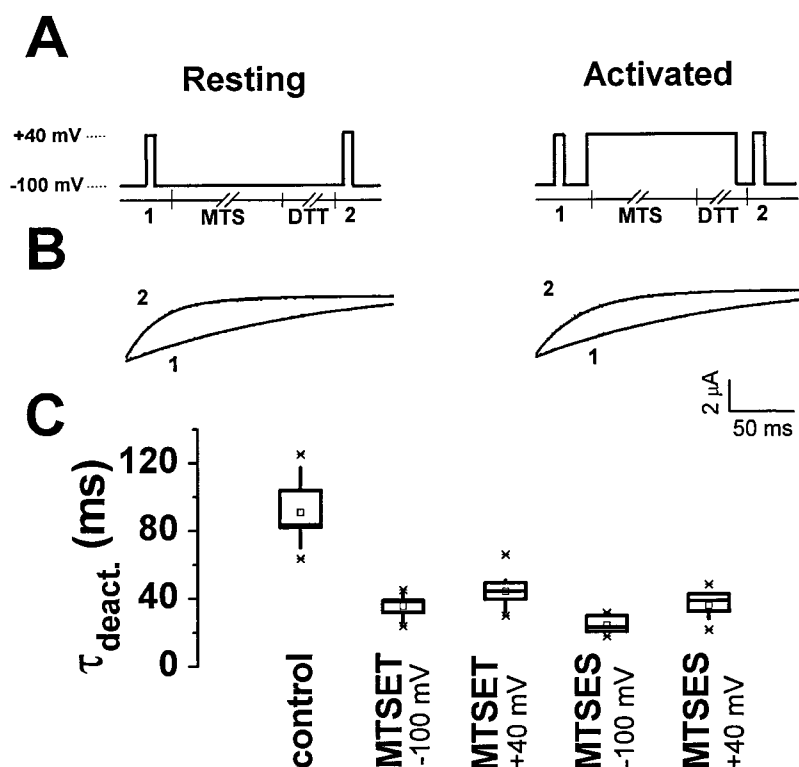 A
Resting
Activated
+40 mV
-100 mV
1 MTS DTT 2
1 MTS DTT 2
B
2
1
2
1
2 μA
50 ms
C
τdeact. (ms)
120
80
40
0
control
MTSET
-100 mV
MTSET
+40 mV
MTSES
-100 mV
MTSES
+40 mV